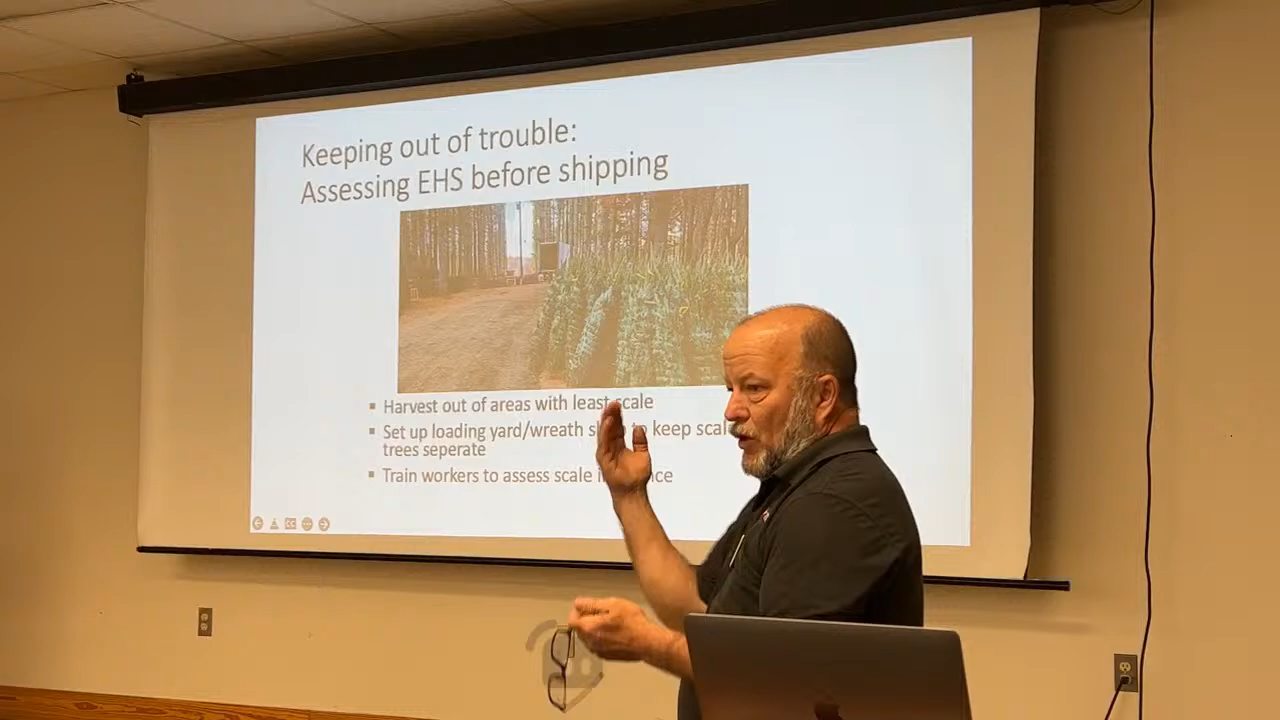 Keeping out of trouble:
Assessing EHS before shipping
Harvest out of areas with least scale
Set up loading yard/wreath to keep
trees seperate
Train workers to assess scale